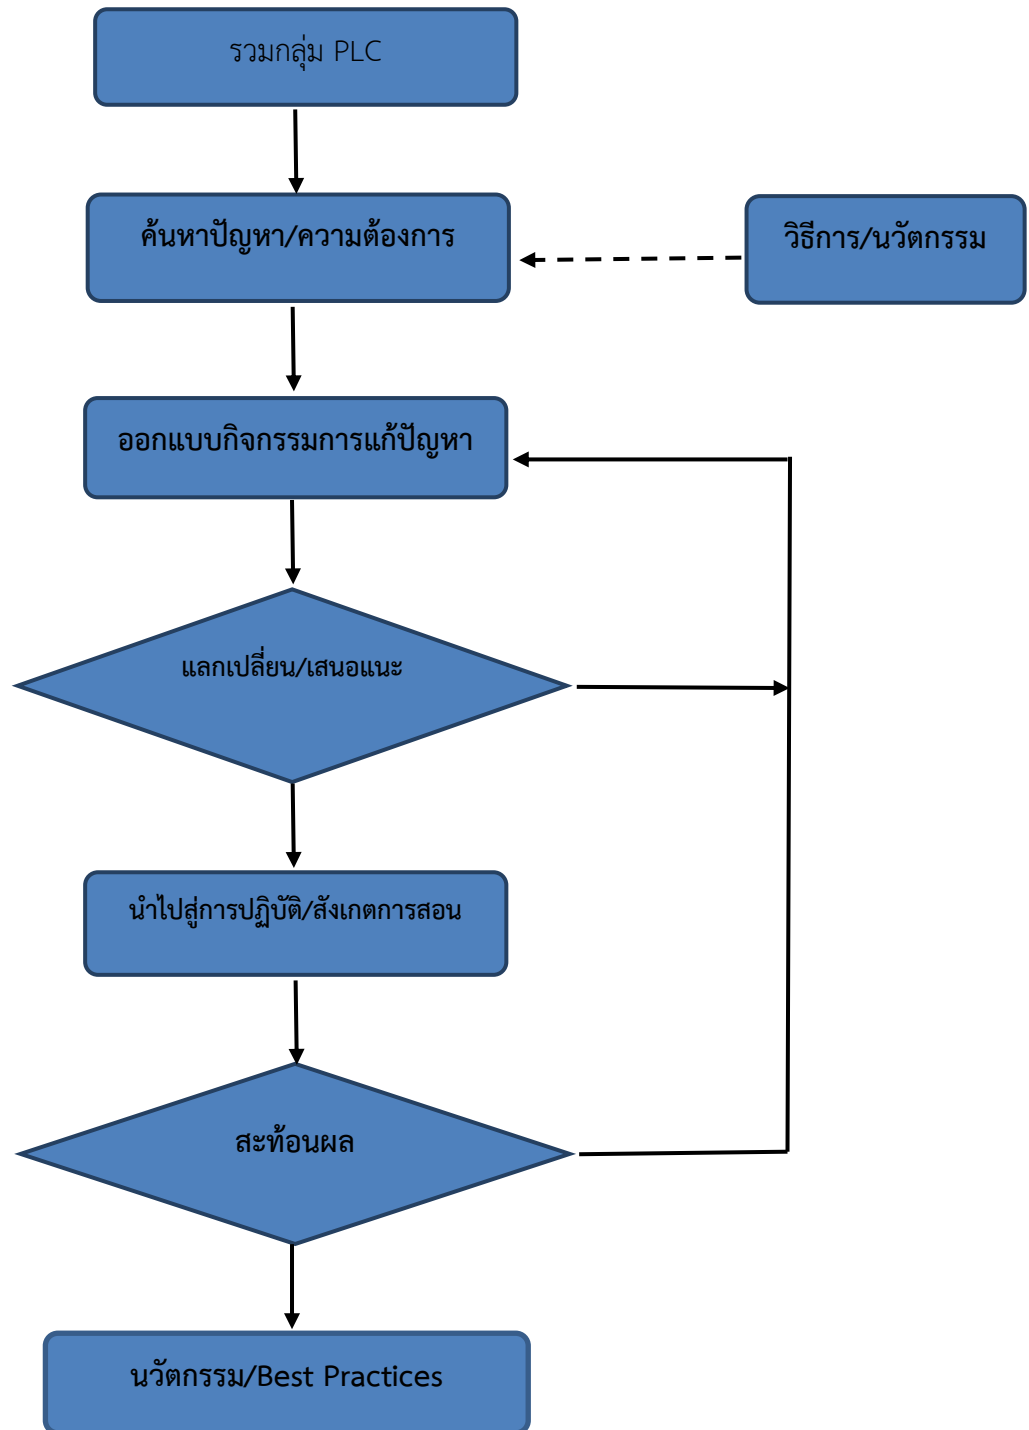 รวมกลุ่ม PLC
ค้นหาปัญหา/ความต้องการ
วิธีการ/นวัตกรรม
ออกแบบกิจกรรมการแก้ปัญหา
แลกเปลี่ยน/เสนอแนะ
นำไปสู่การปฏิบัติ/สังเกตการสอน
สะท้อนผล
นวัตกรรม/Best Practices